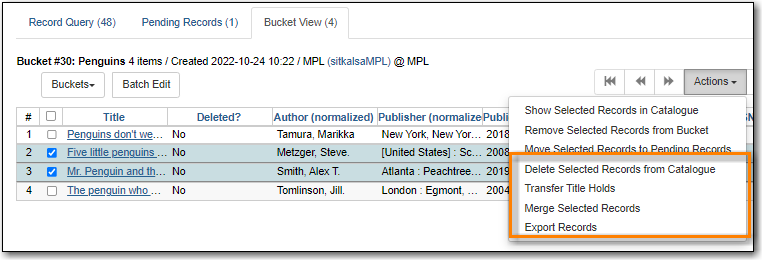 Record Query (48) Pending Records (1) Bucket View (4)
Bucket #30: Penguins 4 items / Created 2022-10-24 10:22 / MPL (sitkalsaMPL) @ MPL
Buckets Batch Edit Actions
# Title Deleted? Author (normalized) Publisher (normalize Publ SN
1 Penguins don't we... No Tamura, Marikka New York, New Yor... 2018
2 Five little penguins ... No Metzger, Steve. [United States] : Sc... 2008
3 Mr. Penguin and th... No Smith, Alex T. Atlanta : Peachtree... 2019
4 The penguin who ... No Tomlinson, Jill. London : Egmont, ... 2004
Show Selected Records in Catalogue
Remove Selected Records from Bucket
Move Selected Records to Pending Records
Delete Selected Records from Catalogue
Transfer Title Holds
Merge Selected Records
Export Records